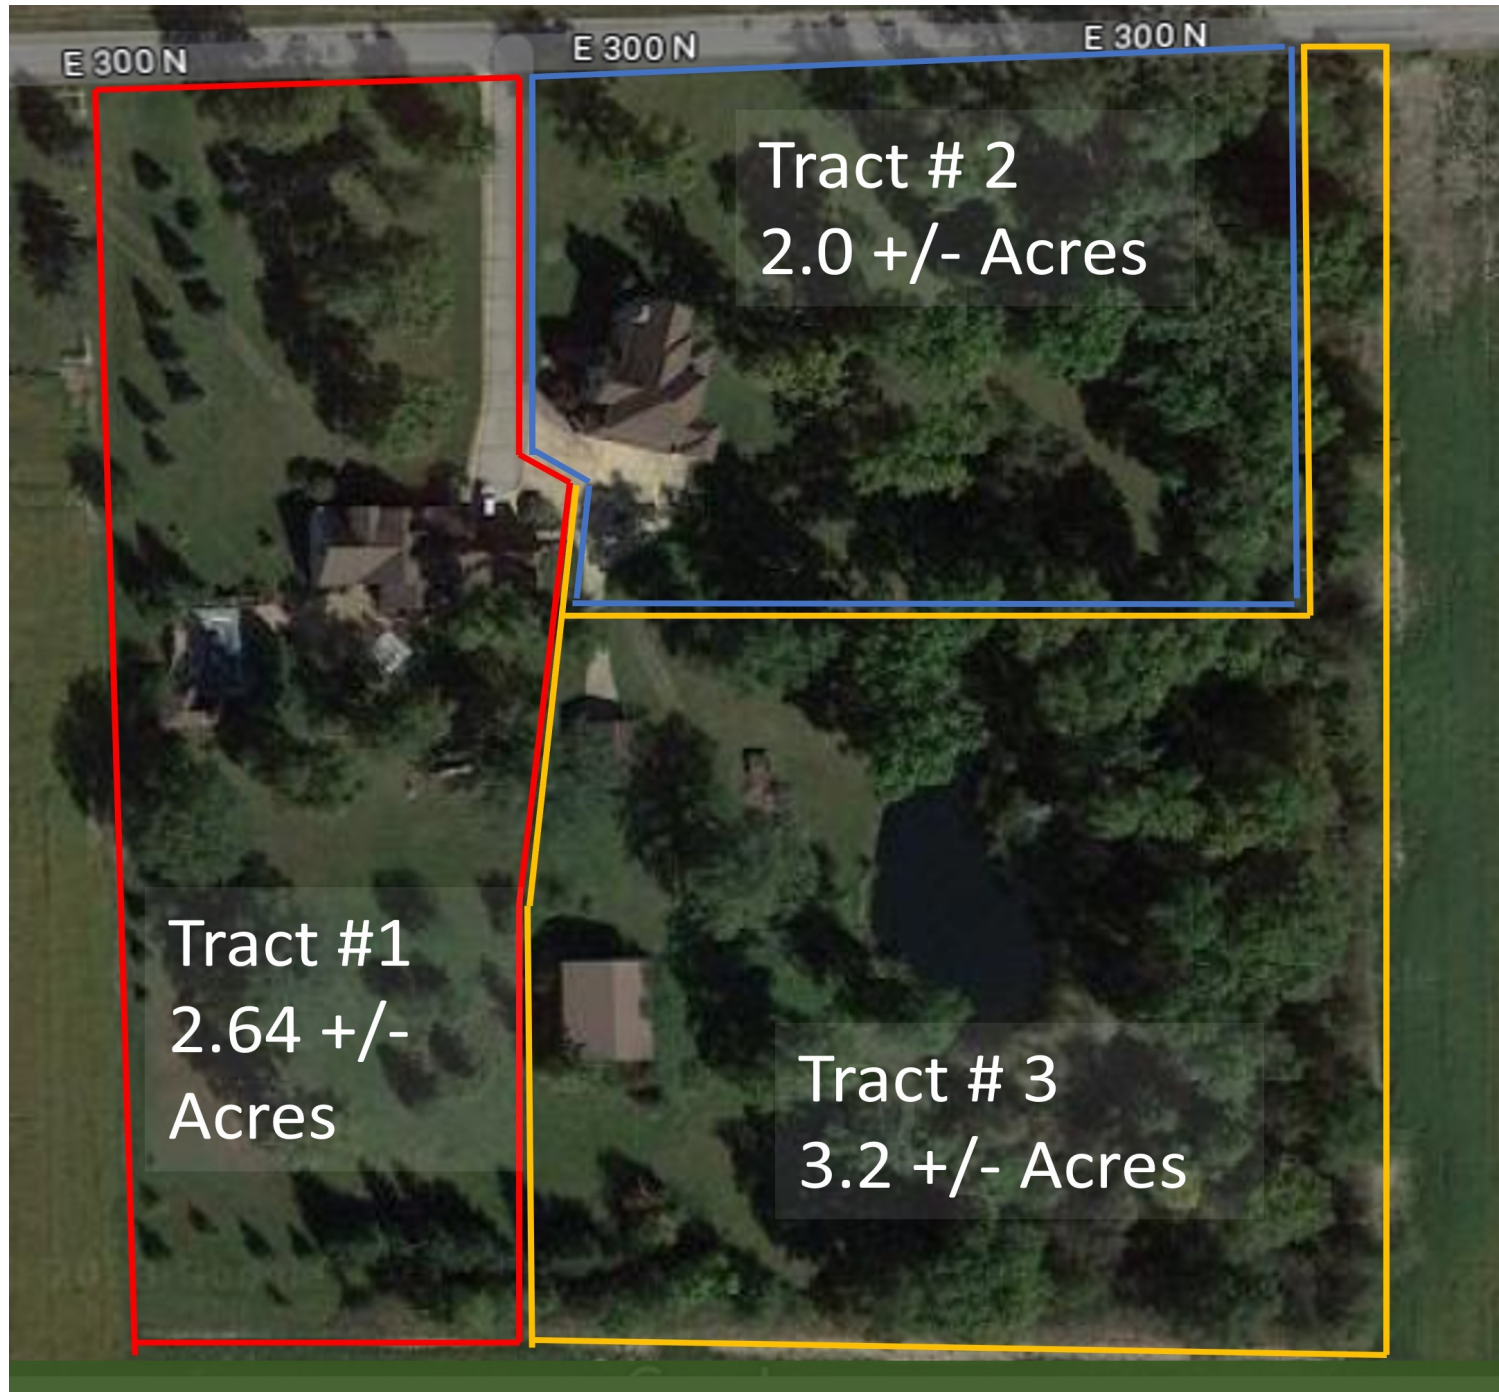 E 300 N
E 300 N
E 300 N
Tract # 2
2.0 +/- Acres
Tract #1
2.64 +/-
Acres
Tract # 3
3.2 +/- Acres